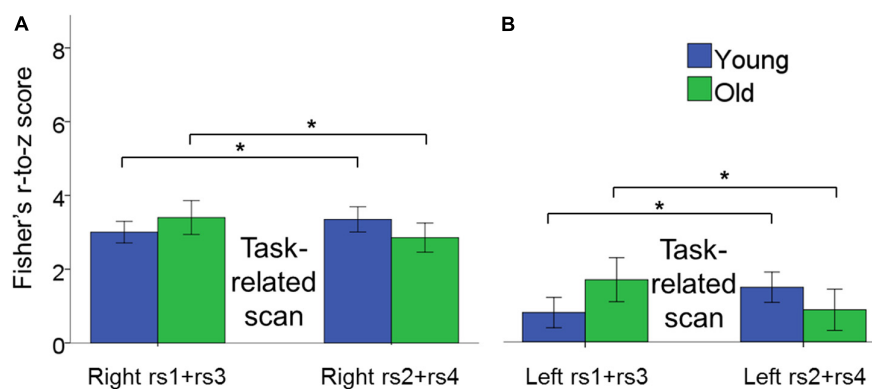 A
B
Fisher's r-to-z score
8
6
4
2
0
Young
Old
*
*
*
*
Task-
related
scan
Task-
related
scan
Right rs1+rs3
Right rs2+rs4
Left rs1+rs3
Left rs2+rs4